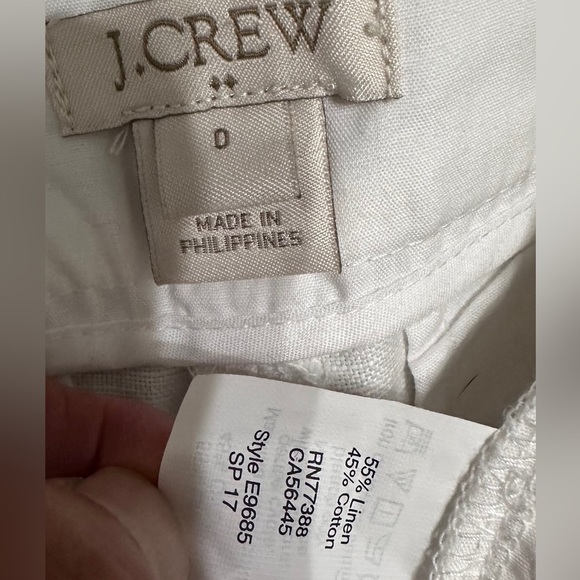 J.CREW
0
MADE IN
PHILIPPINES
55% Linen
45% Cotton
RN77388
CA56445
Style E9685
SP 17